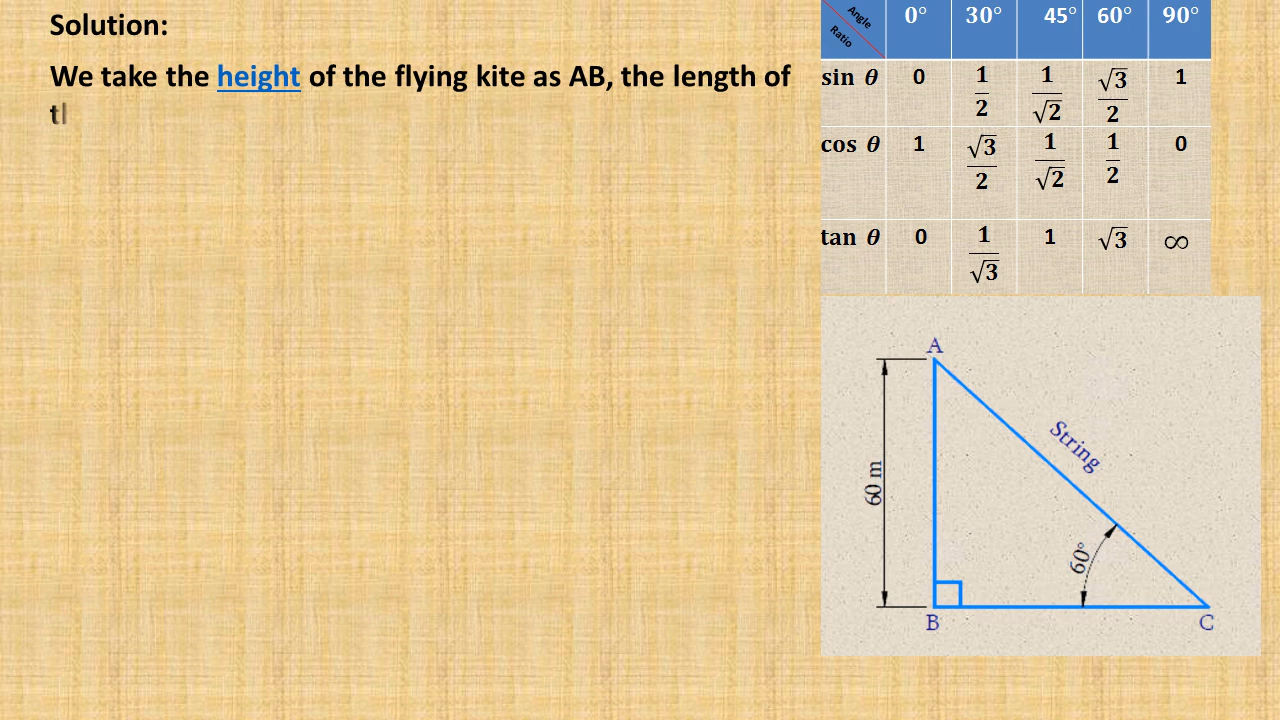 Solution:
We take the height of the flying kite as AB, the length of
t
Angle
Ratio
0° 30° 45° 60° 90°
sin θ 0 1/2 1/√2 √3/2 1
cos θ 1 √3/2 1/√2 1/2 0
tan θ 0 1/√3 1 √3 ∞
A
String
60 m
60°
B
C